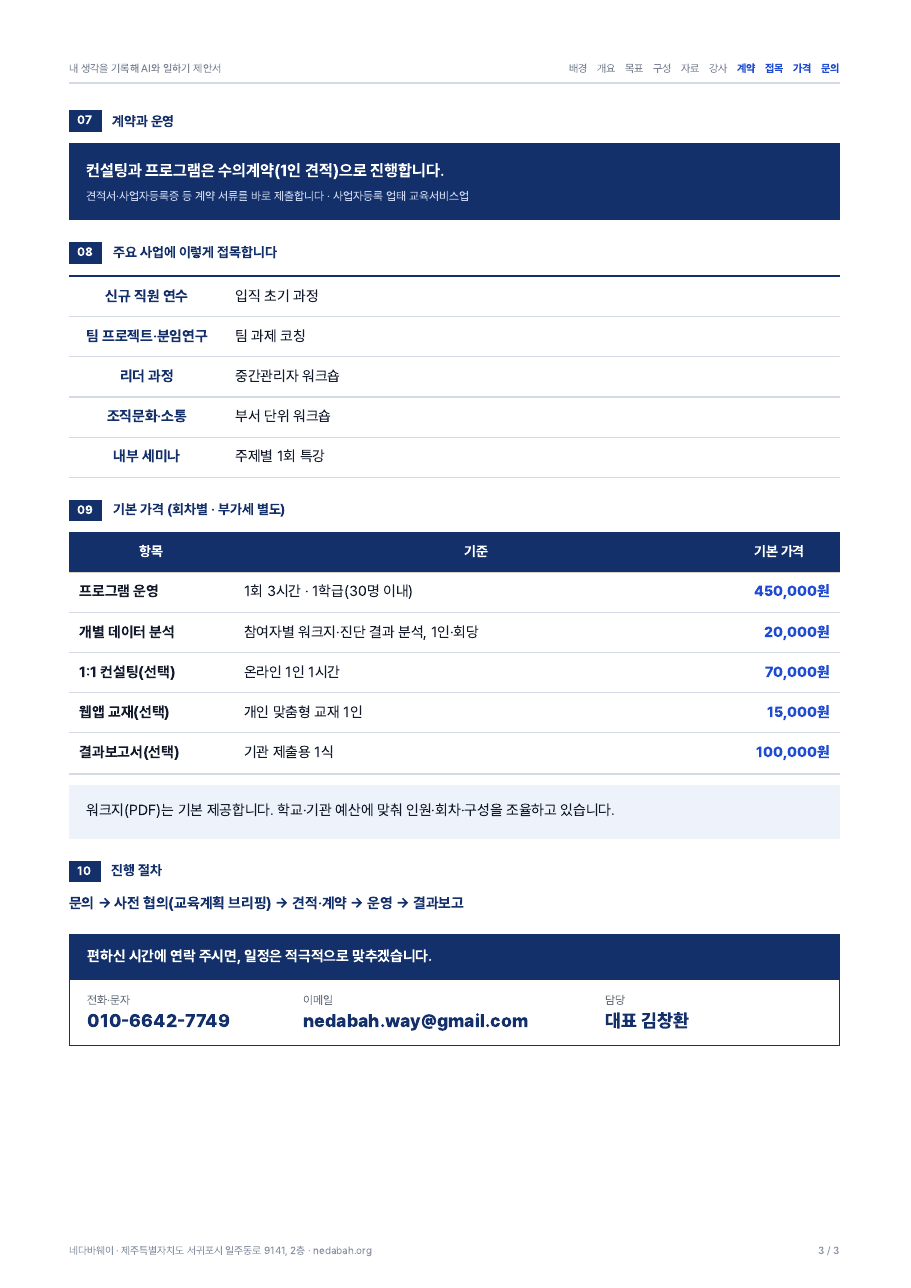 내 생각을 기록해 AI와 일하기 제안서
배경 개요 목표 구성 자료 강사 계약 접목 가격 문의
07 계약과 운영
컨설팅과 프로그램은 수의계약(1인 견적)으로 진행합니다.
견적서·사업자등록증 등 계약 서류를 바로 제출합니다 · 사업자등록 업태 교육서비스업
08 주요 사업에 이렇게 접목합니다
신규 직원 연수 입직 초기 과정
팀 프로젝트·분임연구 팀 과제 코칭
리더 과정 중간관리자 워크숍
조직문화·소통 부서 단위 워크숍
내부 세미나 주제별 1회 특강
09 기본 가격 (회차별 · 부가세 별도)
항목 기준 기본 가격
프로그램 운영 1회 3시간 · 1학급(30명 이내) 450,000원
개별 데이터 분석 참여자별 워크지·진단 결과 분석, 1인·회당 20,000원
1:1 컨설팅(선택) 온라인 1인 1시간 70,000원
웹앱 교재(선택) 개인 맞춤형 교재 1인 15,000원
결과보고서(선택) 기관 제출용 1식 100,000원
워크지(PDF)는 기본 제공합니다. 학교·기관 예산에 맞춰 인원·회차·구성을 조율하고 있습니다.
10 진행 절차
문의 → 사전 협의(교육계획 브리핑) → 견적·계약 → 운영 → 결과보고
편하신 시간에 연락 주시면, 일정은 적극적으로 맞추겠습니다.
전화·문자 이메일 담당
010-6642-7749 nedabah.way@gmail.com 대표 김창환
네다바웨이 · 제주특별자치도 서귀포시 일주동로 9141, 2층 · nedabah.org 3 / 3